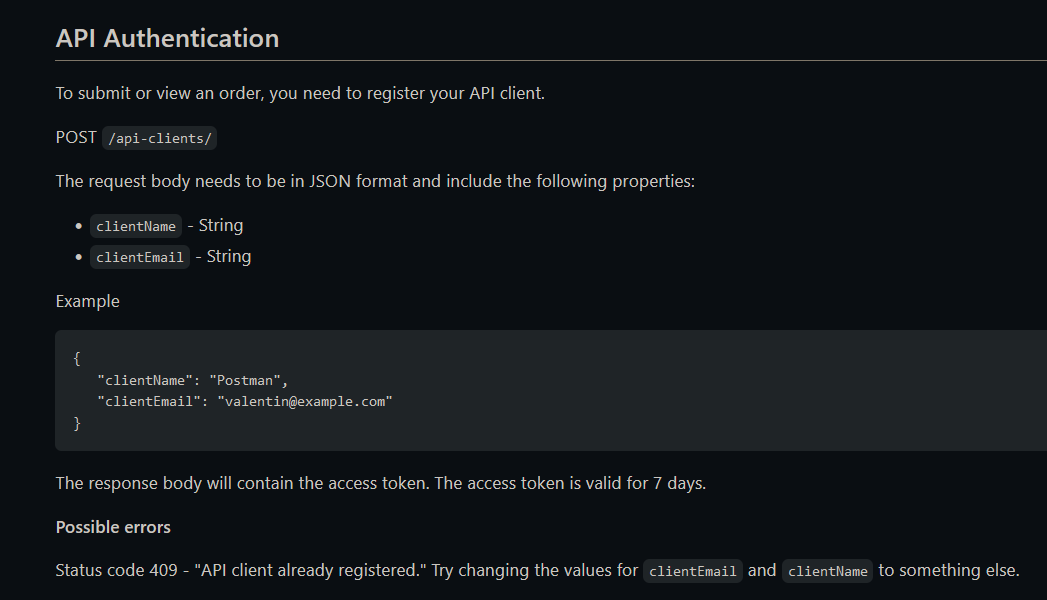 API Authentication
To submit or view an order, you need to register your API client.
POST /api-clients/
The request body needs to be in JSON format and include the following properties:
• clientName - String
• clientEmail - String
Example
{
"clientName": "Postman",
"clientEmail": "valentin@example.com"
}
The response body will contain the access token. The access token is valid for 7 days.
Possible errors
Status code 409 - "API client already registered." Try changing the values for clientEmail and clientName to something else.